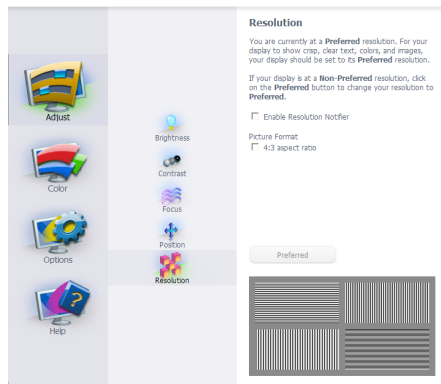 Adjust
Color
Options
Help
Brightness
Contrast
Focus
Position
Resolution
Resolution
You are currently at a Preferred resolution. For your
display to show crisp, clear text, colors, and images,
your display should be set to its Preferred resolution.
If your display is at a Non-Preferred resolution, click
on the Preferred button to change your resolution to
Preferred.
Enable Resolution Notifier
Picture Format
4:3 aspect ratio
Preferred